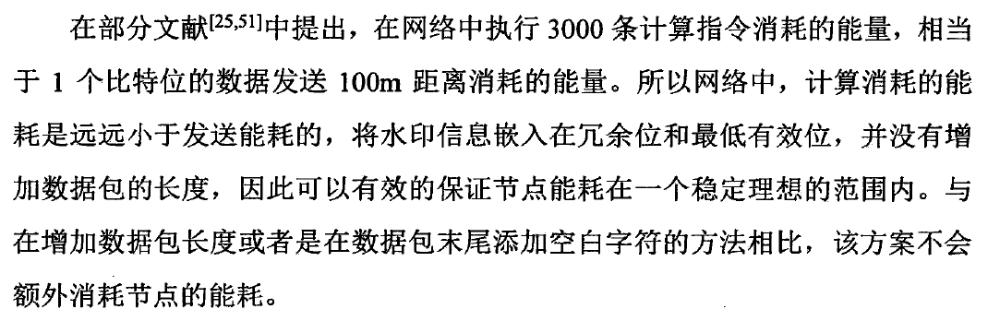 在部分文献[25,51]中提出，在网络中执行 3000 条计算指令消耗的能量，相当
于 1 个比特位的数据发送 100m 距离消耗的能量。所以网络中，计算消耗的能
耗是远远小于发送能耗的，将水印信息嵌入在冗余位和最低有效位，并没有增
加数据包的长度，因此可以有效的保证节点能耗在一个稳定理想的范围内。与
在增加数据包长度或者是在数据包末尾添加空白字符的方法相比，该方案不会
额外消耗节点的能耗。